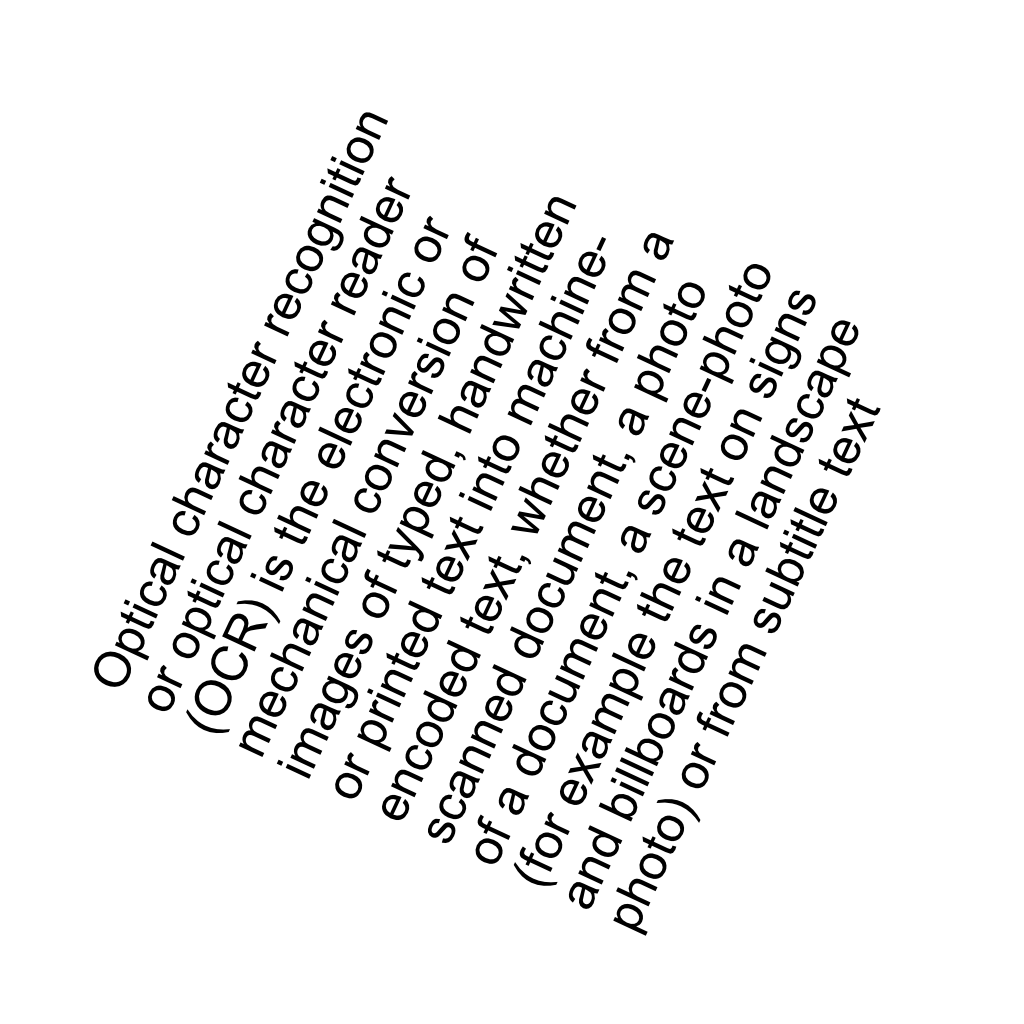 Optical character recognition
or optical character reader
(OCR) is the electronic or
mechanical conversion of
images of typed, handwritten
or printed text into machine-
encoded text, whether from a
scanned document, a photo
of a document, a scene-photo
(for example the text on signs
and billboards in a landscape
photo) or from subtitle text